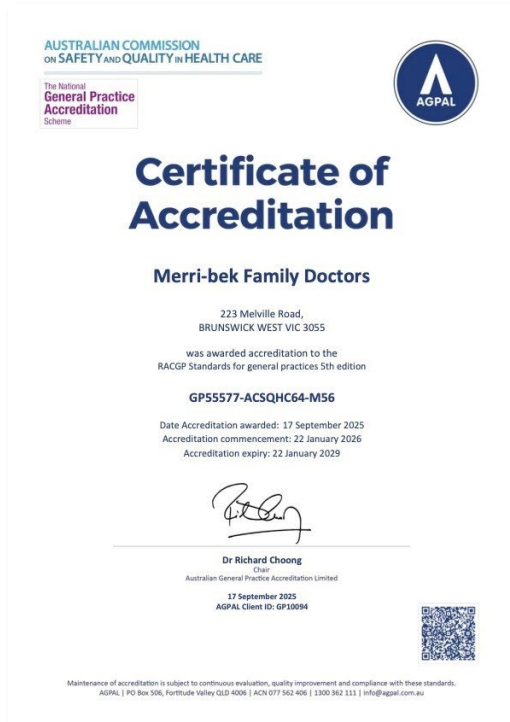 AUSTRALIAN COMMISSION
ON SAFETY AND QUALITY IN HEALTH CARE
The National
General Practice
Accreditation
Scheme
AGPAL
Certificate of
Accreditation
Merri-bek Family Doctors
223 Melville Road,
BRUNSWICK WEST VIC 3055
was awarded accreditation to the
RACGP Standards for general practices 5th edition
GP55577-ACSQHC64-M56
Date Accreditation awarded: 17 September 2025
Accreditation commencement: 22 January 2026
Accreditation expiry: 22 January 2029
Dr Richard Choong
Chair
Australian General Practice Accreditation Limited
17 September 2025
AGPAL Client ID: GP10094
Maintenance of accreditation is subject to continuous evaluation, quality improvement and compliance with these standards.
AGPAL | PO Box 506, Fortitude Valley QLD 4006 | ACN 077 562 406 | 1300 362 111 | info@agpal.com.au